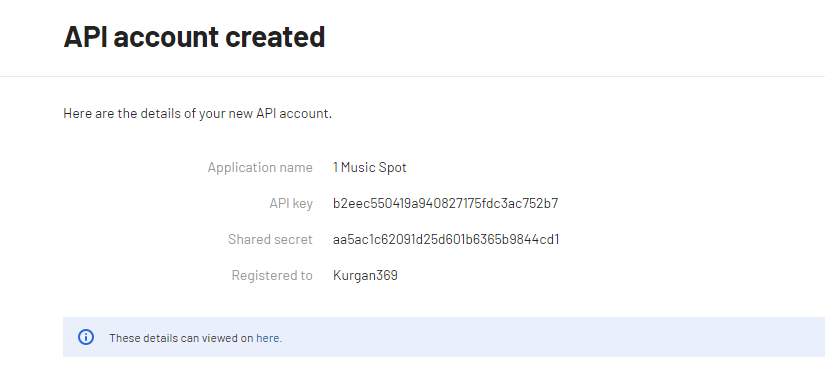 API account created
Here are the details of your new API account.
Application name 1 Music Spot
API key b2eec550419a940827175fdc3ac752b7
Shared secret aa5ac1c62091d25d601b6365b9844cd1
Registered to Kurgan369
These details can viewed on here.